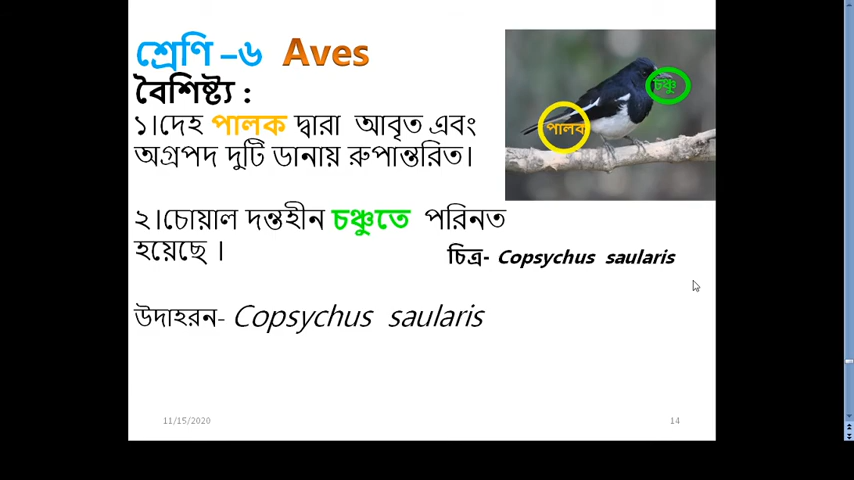 শ্রেণি –৬ Aves
বৈশিষ্ট্য :
১।দেহ পালক দ্বারা আবৃত এবং
অগ্রপদ দুটি ডানায় রুপান্তরিত।
চঞ্চু
পালক
২।চোয়াল দন্তহীন চঞ্চুতে পরিনত
হয়েছে ।
চিত্র- Copsychus saularis
উদাহরন- Copsychus saularis
11/15/2020
14